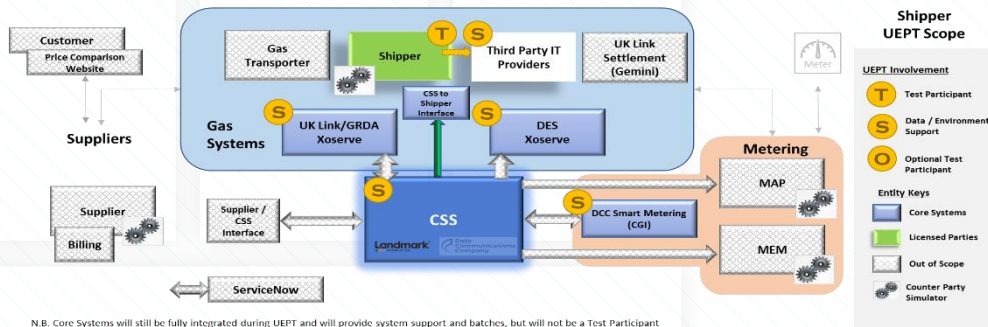 Customer
Price Comparison
Website
Suppliers
Supplier
Billing
Gas
Transporter
Shipper
T
S
Third Party IT
Providers
UK Link
Settlement
(Gemini)
CSS to
Shipper
Interface
Gas
Systems
S
UK Link/GRDA
Xoserve
S
DES
Xoserve
Supplier /
CSS
Interface
S
CSS
Landmark
Data
Communications
Company
S
DCC Smart Metering
(CGI)
Meter
Metering
MAP
MEM
ServiceNow
N.B. Core Systems will still be fully integrated during UEPT and will provide system support and batches, but will not be a Test Participant
Shipper
UEPT Scope
UEPT Involvement
T
Test Participant
S
Data / Environment
Support
O
Optional Test
Participant
Entity Keys
Core Systems
Licensed Parties
Out of Scope
Counter Party
Simulator